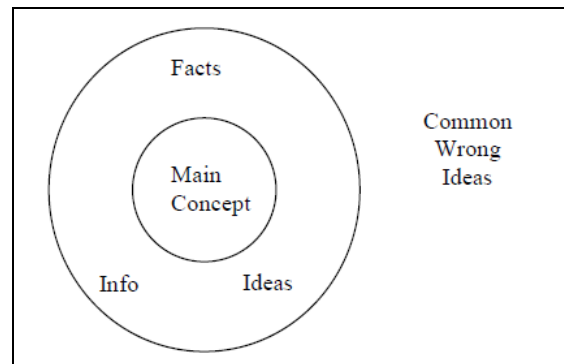 Facts
Common
Wrong
Ideas
Main
Concept
Info
Ideas